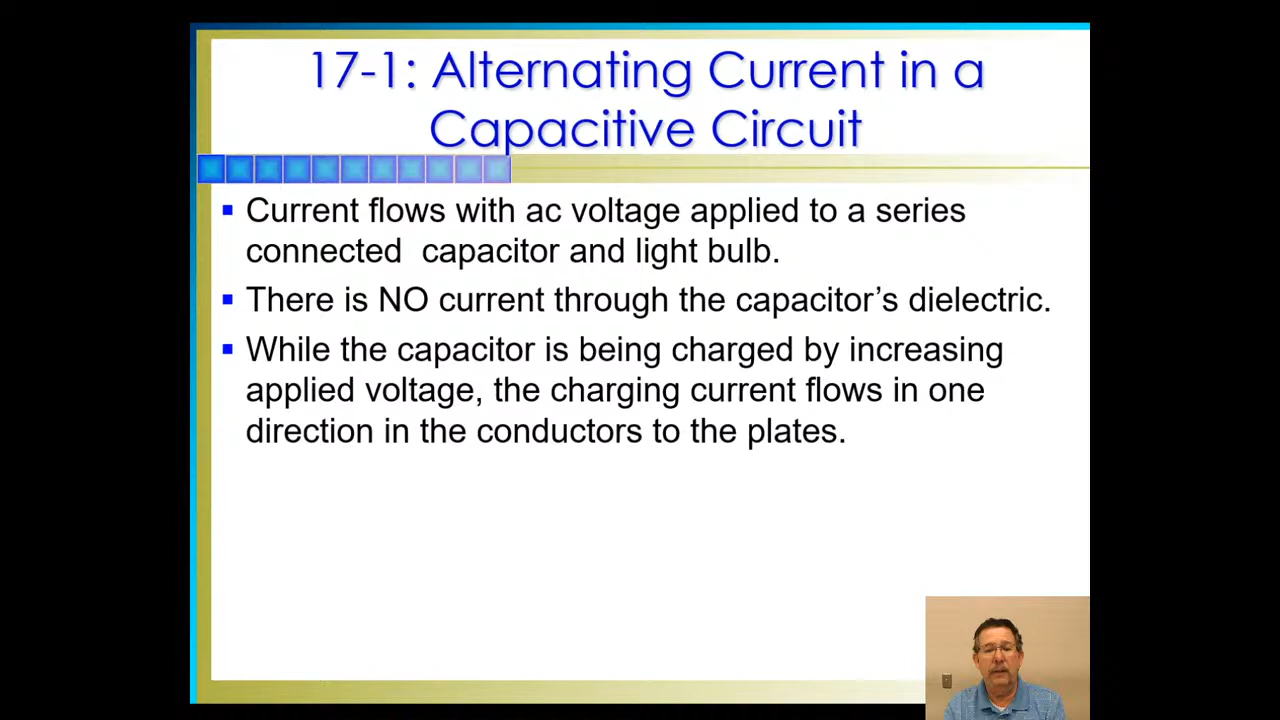 17-1: Alternating Current in a
Capacitive Circuit
Current flows with ac voltage applied to a series
connected capacitor and light bulb.
There is NO current through the capacitor’s dielectric.
While the capacitor is being charged by increasing
applied voltage, the charging current flows in one
direction in the conductors to the plates.